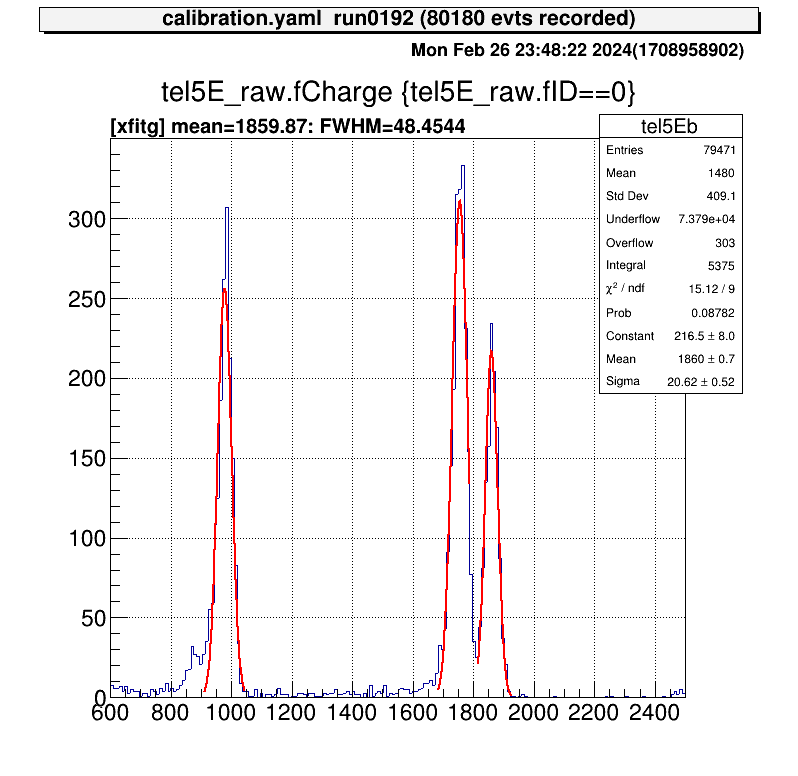 calibration.yaml run0192 (80180 evts recorded)
Mon Feb 26 23:48:22 2024(1708958902)
tel5E_raw.fCharge {tel5E_raw.fID==0}
[xfitg] mean=1859.87: FWHM=48.4544
tel5Eb
Entries 79471
Mean 1480
Std Dev 409.1
Underflow 7.379e+04
Overflow 303
Integral 5375
χ² / ndf 15.12 / 9
Prob 0.08782
Constant 216.5 ± 8.0
Mean 1860 ± 0.7
Sigma 20.62 ± 0.52
300
250
200
150
100
50
0
600 800 1000 1200 1400 1600 1800 2000 2200 2400